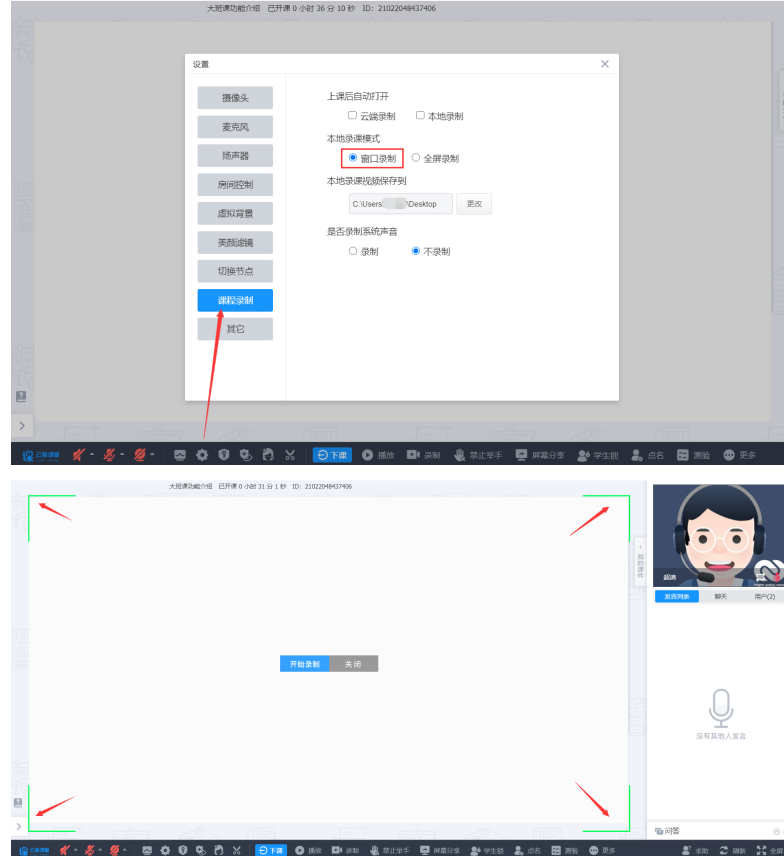 大班课功能介绍 已开课 0 小时 36 分 10 秒 ID: 21022048437406
设置
摄像头
麦克风
扬声器
房间控制
虚拟背景
美颜滤镜
切换节点
课程录制
其它
上课后自动打开
云端录制 本地录制
本地录课模式
窗口录制 全屏录制
本地录课视频保存到
C:\Users\ \Desktop 更改
是否录制系统声音
录制 不录制
下课 播放 录制 禁止举手 屏幕分享 学生锁 点名 测验 更多
大班课功能介绍 已开课 0 小时 31 分 1 秒 ID: 21022048437406
我的课件
超清
发言列表 聊天 用户(2)
开始录制 关闭
没有其他人发言
问答
下课 播放 录制 禁止举手 屏幕分享 学生锁 点名 测验 更多 求助 刷新